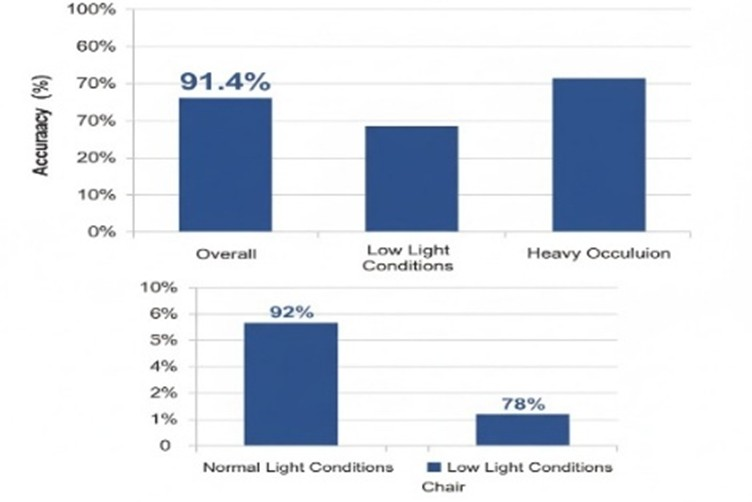 100%
60%
70%
70%
20%
10%
0%
Accuraacy (%)
91.4%
Overall
Low Light
Conditions
Heavy Occuluion
10%
6%
5%
4%
2%
1%
0
92%
78%
Normal Light Conditions
Low Light Conditions
Chair